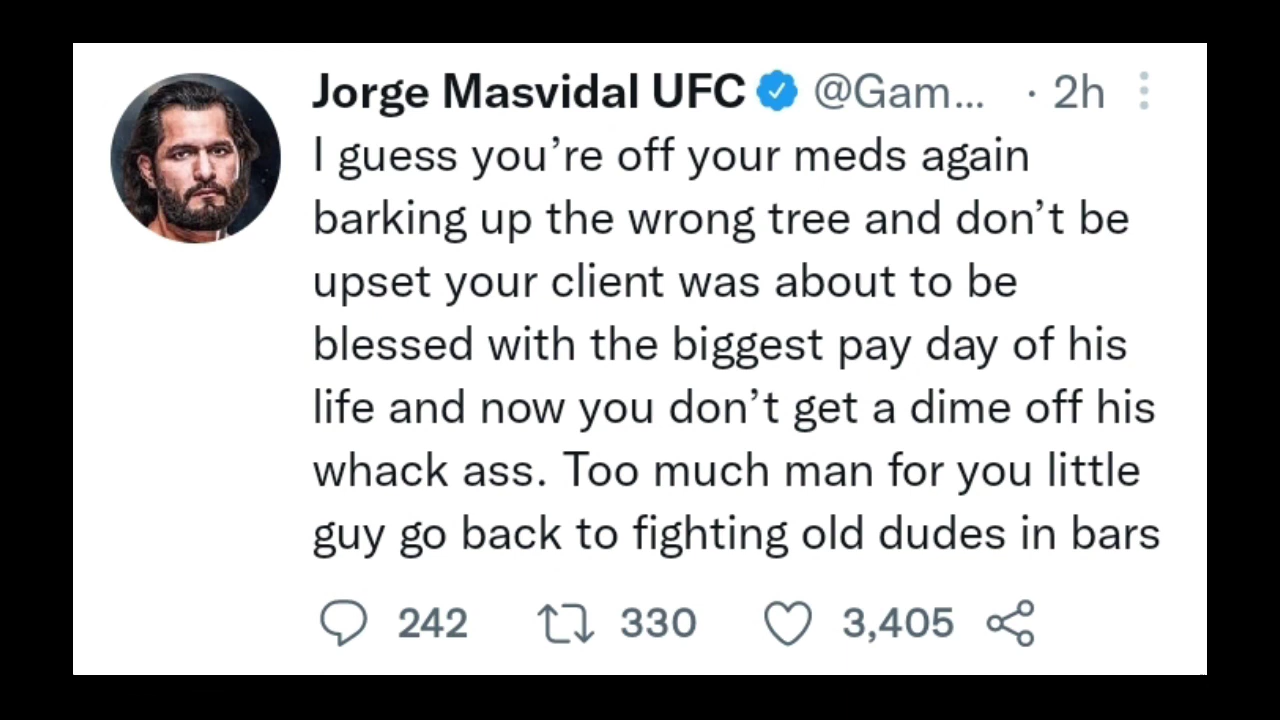 Jorge Masvidal UFC @Gam... · 2h
I guess you’re off your meds again
barking up the wrong tree and don’t be
upset your client was about to be
blessed with the biggest pay day of his
life and now you don’t get a dime off his
whack ass. Too much man for you little
guy go back to fighting old dudes in bars
242 330 3,405